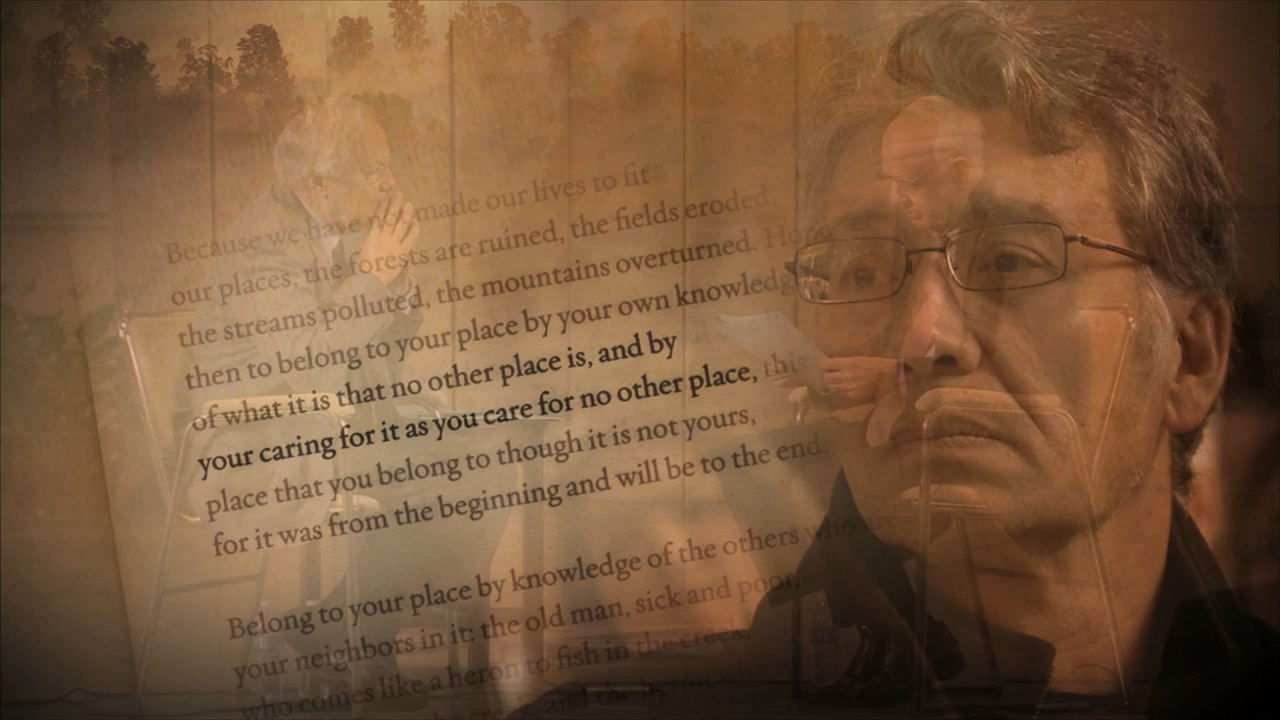 Because we have not made our lives to fit
our places, the forests are ruined, the fields eroded,
the streams polluted, the mountains overturned. Hope
then to belong to your place by your own knowledge
of what it is that no other place is, and by
your caring for it as you care for no other place, this
place that you belong to though it is not yours,
for it was from the beginning and will be to the end.
Belong to your place by knowledge of the others who
your neighbors in it: the old man, sick and poor,
who comes like a heron to fish in the creek,
and the heron